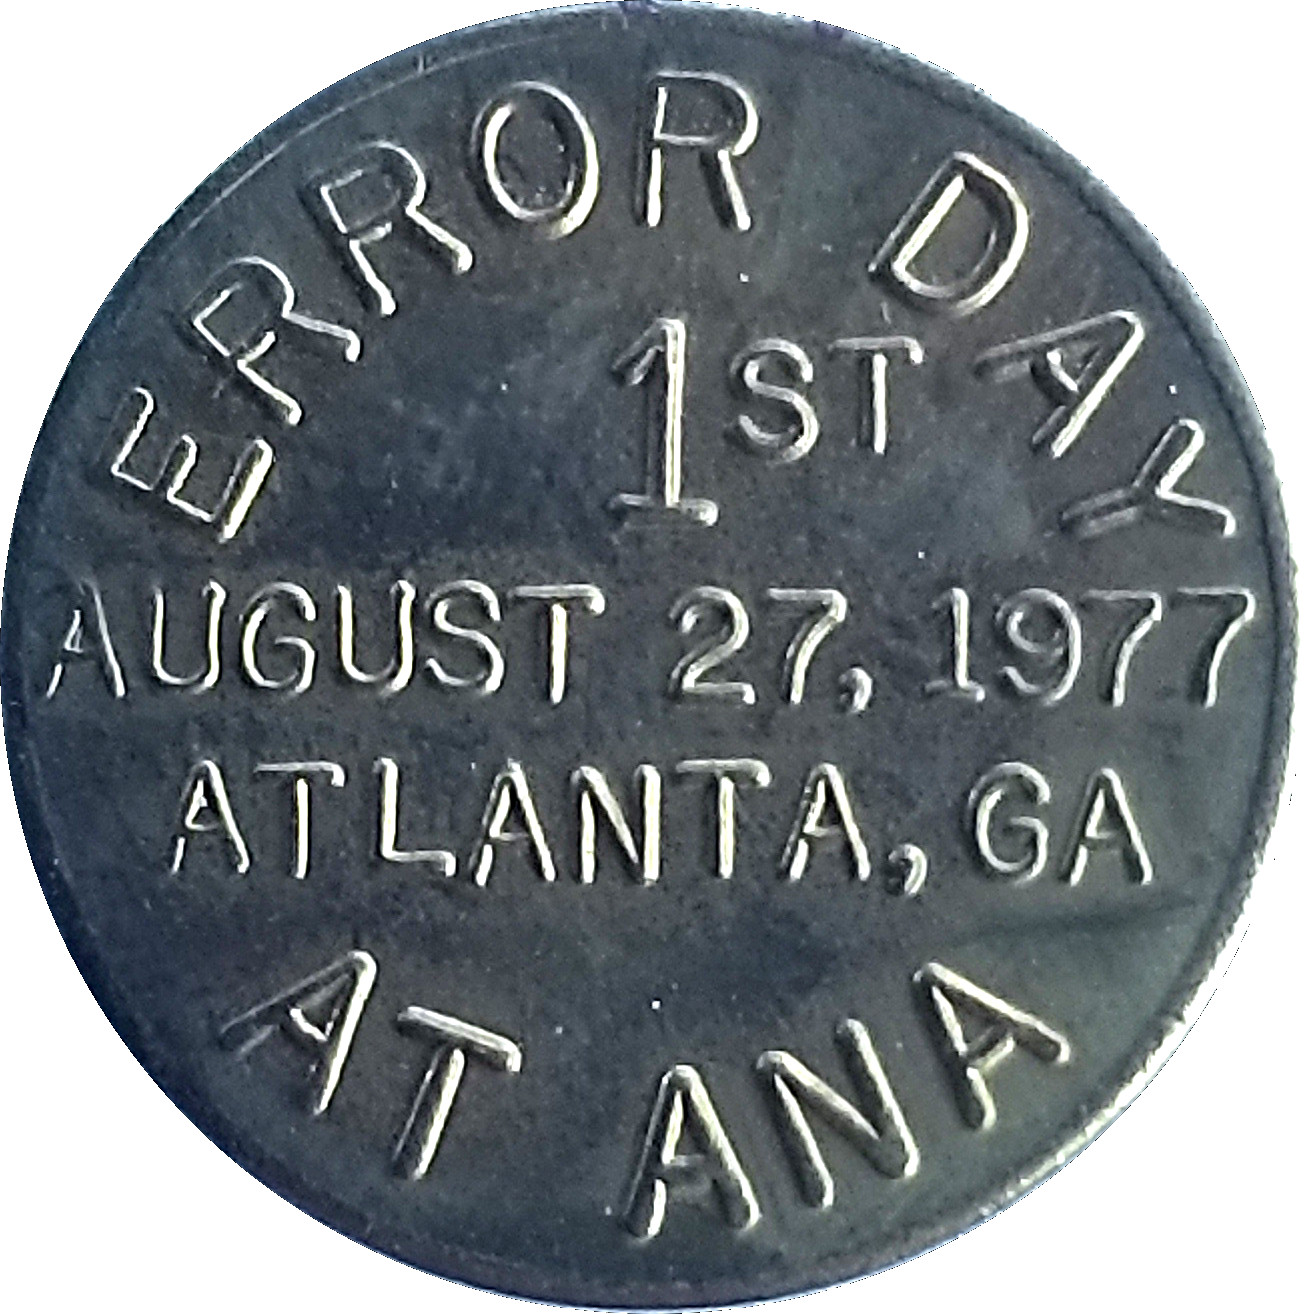 ERROR DAY
1ST
AUGUST 27, 1977
ATLANTA, GA
AT ANA